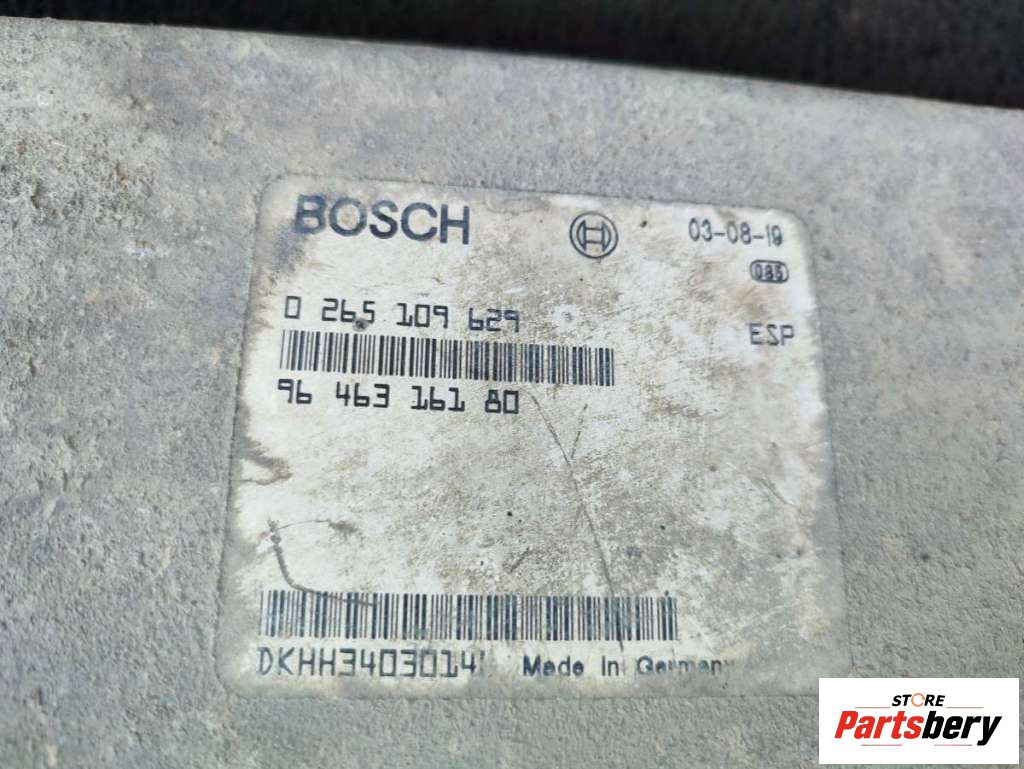 BOSCH 03-08-19
085
0 265 109 629 ESP
96 463 161 80
DKHH3403014 Made in Germany
STORE
Partsbery